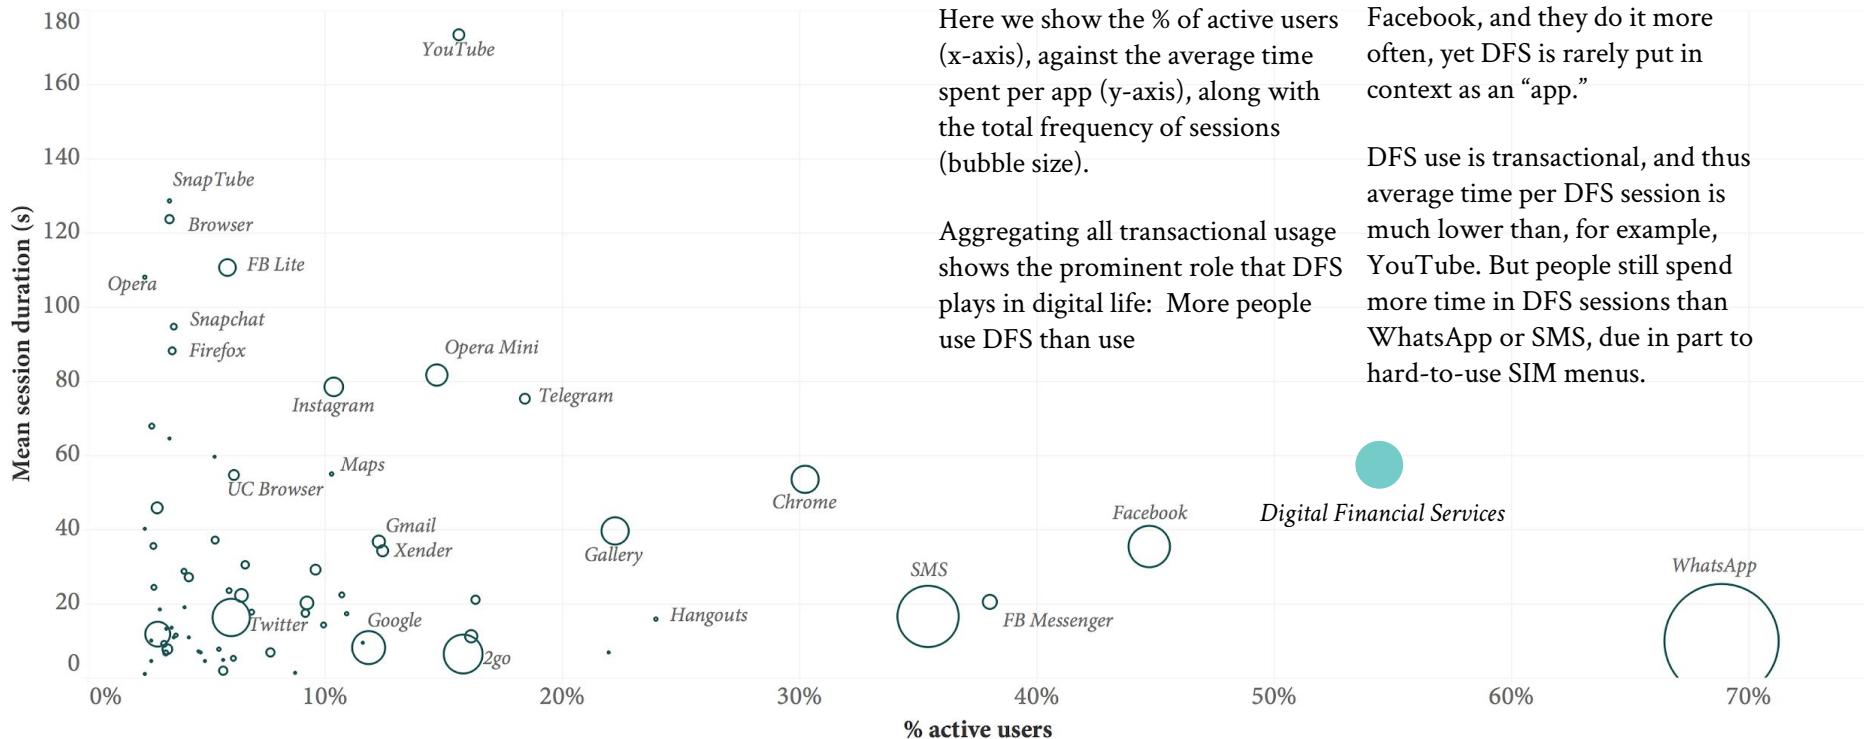 Here we show the % of active users
(x-axis), against the average time
spent per app (y-axis), along with
the total frequency of sessions
(bubble size).
Aggregating all transactional usage
shows the prominent role that DFS
plays in digital life:  More people
use DFS than use
Facebook, and they do it more
often, yet DFS is rarely put in
context as an “app.”
DFS use is transactional, and thus
average time per DFS session is
much lower than, for example,
YouTube. But people still spend
more time in DFS sessions than
WhatsApp or SMS, due in part to
hard-to-use SIM menus.
Mean session duration (s)
180
160
140
120
100
80
60
40
20
0
YouTube
SnapTube
Browser
FB Lite
Opera
Snapchat
Firefox
Opera Mini
Instagram
Telegram
Maps
UC Browser
Chrome
Digital Financial Services
Facebook
Gmail
Xender
Gallery
SMS
WhatsApp
Hangouts
FB Messenger
Twitter
Google
2go
0%
10%
20%
30%
40%
50%
60%
70%
% active users